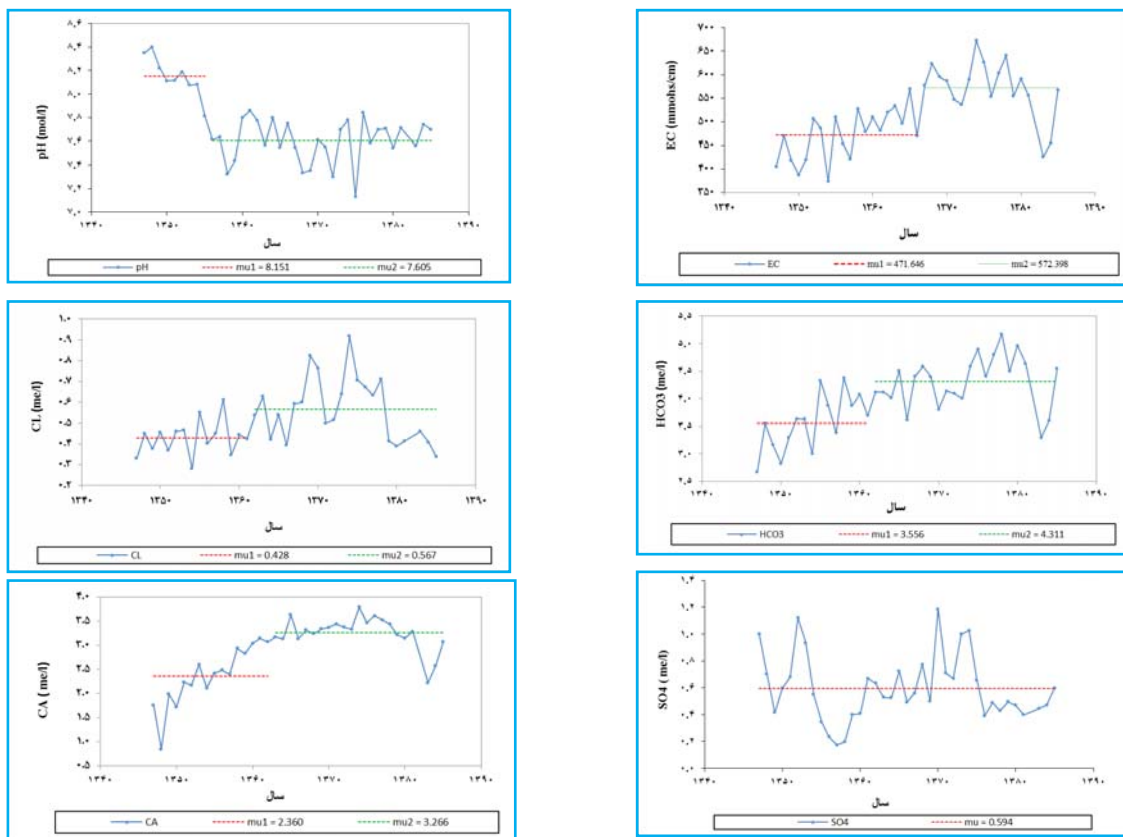 pH (mol/l)
۸,۶
۸,۴
۸,۲
۸,۰
۷,۸
۷,۶
۷,۴
۷,۲
۷,۰
۱۳۴۰ ۱۳۵۰ ۱۳۶۰ ۱۳۷۰ ۱۳۸۰ ۱۳۹۰
سال
pH mu1 = 8.151 mu2 = 7.605
EC (mmohs/cm)
۷۰۰
۶۵۰
۶۰۰
۵۵۰
۵۰۰
۴۵۰
۴۰۰
۳۵۰
۱۳۴۰ ۱۳۵۰ ۱۳۶۰ ۱۳۷۰ ۱۳۸۰ ۱۳۹۰
سال
EC mu1 = 471.646 mu2 = 572.398
CL (me/l)
۱.۰
۰.۹
۰.۸
۰.۷
۰.۶
۰.۵
۰.۴
۰.۳
۰.۲
۱۳۴۰ ۱۳۵۰ ۱۳۶۰ ۱۳۷۰ ۱۳۸۰ ۱۳۹۰
سال
CL mu1 = 0.428 mu2 = 0.567
HCO3 (me/l)
۵,۵
۵,۰
۴,۵
۴,۰
۳,۵
۳,۰
۲,۵
۱۳۴۰ ۱۳۵۰ ۱۳۶۰ ۱۳۷۰ ۱۳۸۰ ۱۳۹۰
سال
HCO3 mu1 = 3.556 mu2 = 4.311
CA ( me/l)
۴.۰
۳.۵
۳.۰
۲.۵
۲.۰
۱.۵
۱.۰
۰.۵
۱۳۴۰ ۱۳۵۰ ۱۳۶۰ ۱۳۷۰ ۱۳۸۰ ۱۳۹۰
سال
CA mu1 = 2.360 mu2 = 3.266
SO4 ( me/l)
۱.۴
۱.۲
۱.۰
۰.۸
۰.۶
۰.۴
۰.۲
۰.۰
۱۳۴۰ ۱۳۵۰ ۱۳۶۰ ۱۳۷۰ ۱۳۸۰ ۱۳۹۰
سال
SO4 mu = 0.594